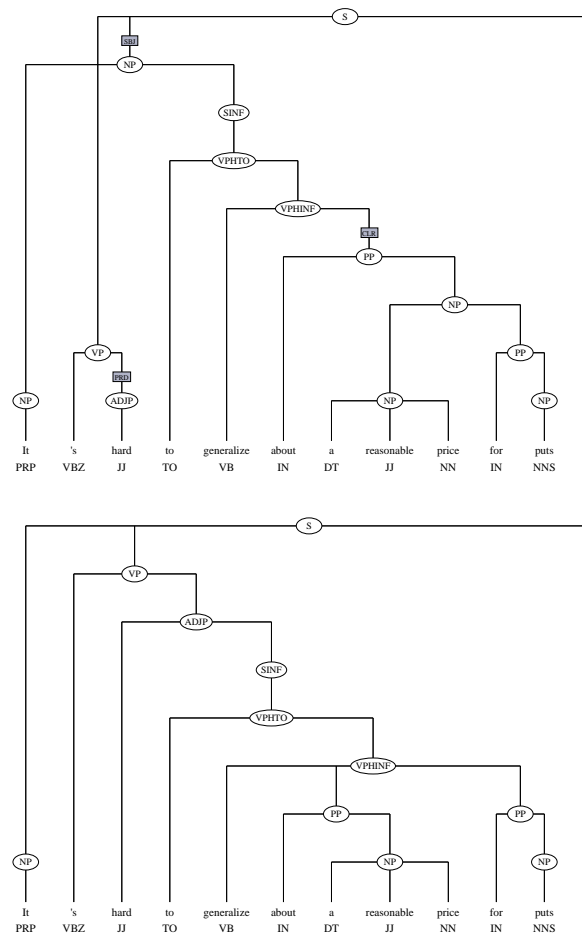 S
SBJ
NP
SINF
VPHTO
VPHINF
CLR
PP
NP
VP PP
PRD
NP ADJP NP NP
It 's hard to generalize about a reasonable price for puts
PRP VBZ JJ TO VB IN DT JJ NN IN NNS
S
VP
ADJP
SINF
VPHTO
VPHINF
PP PP
NP NP NP
It 's hard to generalize about a reasonable price for puts
PRP VBZ JJ TO VB IN DT JJ NN IN NNS